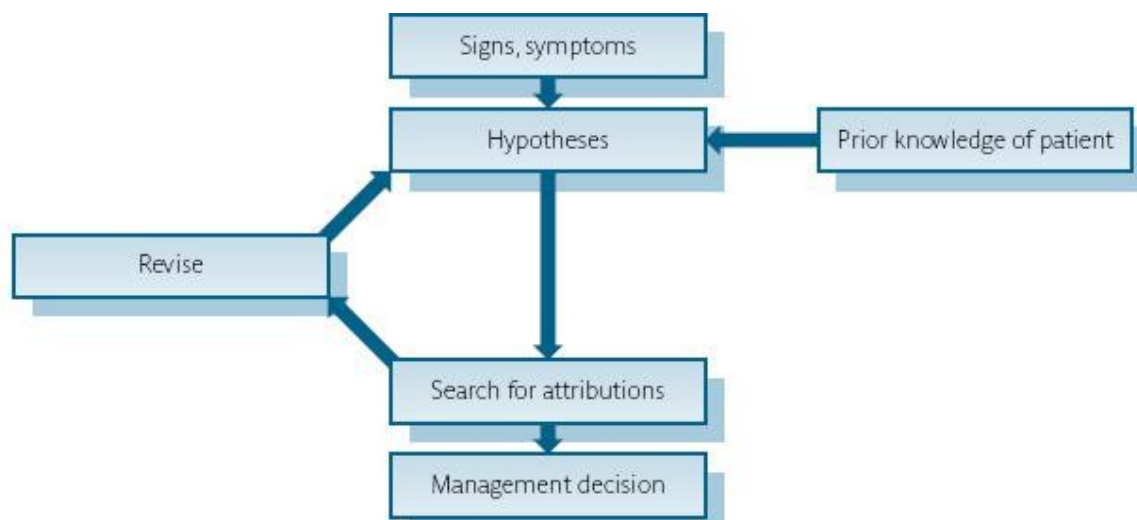 Signs, symptoms
Hypotheses
Prior knowledge of patient
Revise
Search for attributions
Management decision